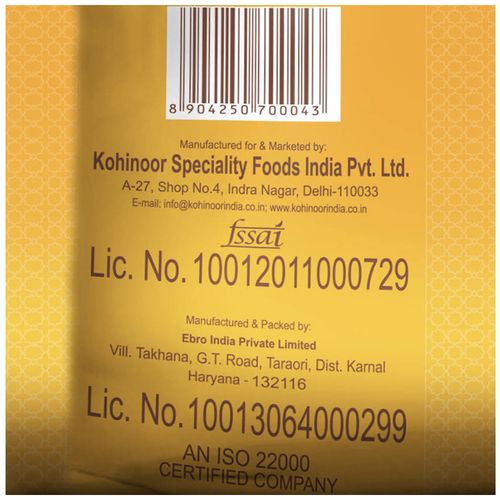 8 904250 700043
Manufactured for & Marketed by:
Kohinoor Speciality Foods India Pvt. Ltd.
A-27, Shop No.4, Indra Nagar, Delhi-110033
E-mail: info@kohinoorindia.co.in; www.kohinoorindia.co.in
fssai
Lic. No. 10012011000729
Manufactured & Packed by:
Ebro India Private Limited
Vill. Takhana, G.T. Road, Taraori, Dist. Karnal
Haryana - 132116
Lic. No. 10013064000299
AN ISO 22000
CERTIFIED COMPANY